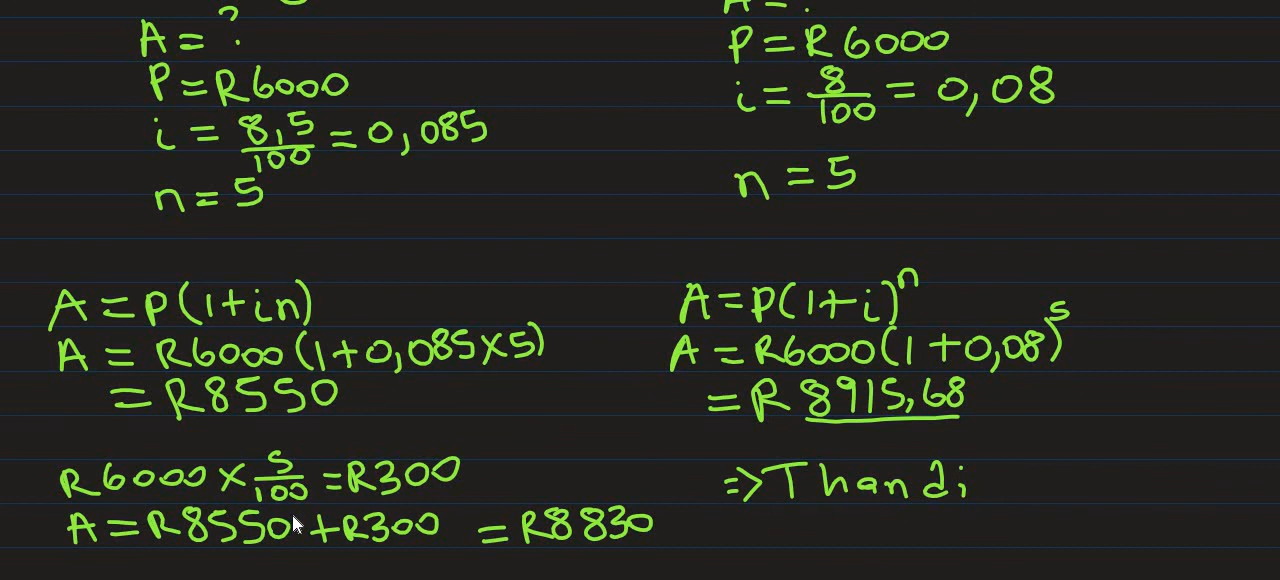 A = ?
P = R6000
i = 8,5/100 = 0,085
n = 5
A = P(1+in)
A = R6000(1+0,085×5)
= R8550
R6000 × 5/100 = R300
A = R8550 + R300 = R8830
A = ?
P = R6000
i = 8/100 = 0,08
n = 5
A = P(1+i)^n
A = R6000(1+0,08)^5
= R 8915,68
=> Thandi